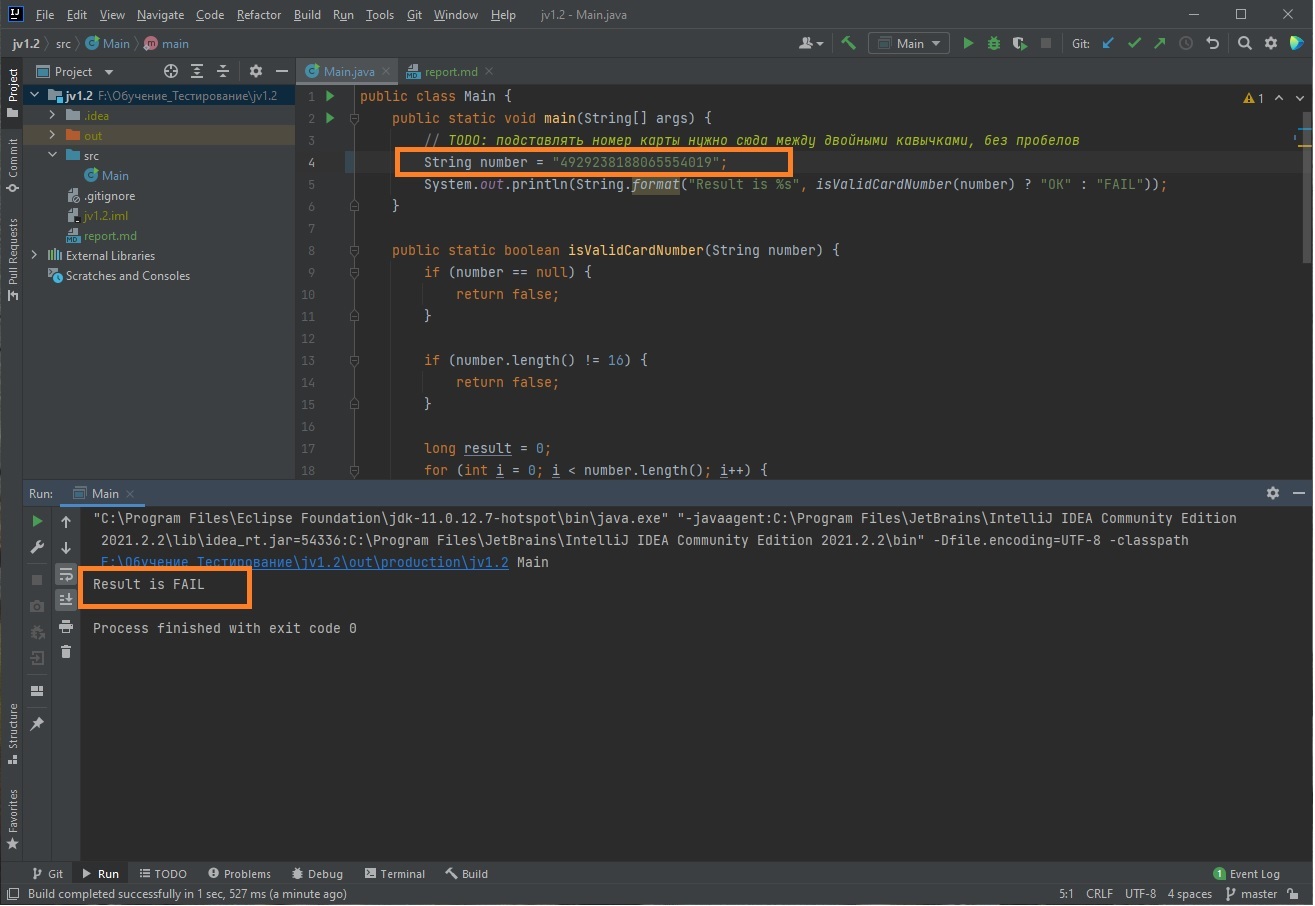 File Edit View Navigate Code Refactor Build Run Tools Git Window Help jv1.2 - Main.java
jv1.2 src Main main
Main Git:
Project
Main.java report.md
jv1.2 F:\Обучение_Тестирование\jv1.2
.idea
out
src
Main
.gitignore
jv1.2.iml
report.md
External Libraries
Scratches and Consoles
Project
Commit
Pull Requests
1 public class Main {
1
2 public static void main(String[] args) {
3 // TODO: подставлять номер карты нужно сюда между двойными кавычками, без пробелов
4 String number = "4929238188065554019";
5 System.out.println(String.format("Result is %s", isValidCardNumber(number) ? "OK" : "FAIL"));
6 }
7
8 public static boolean isValidCardNumber(String number) {
9 if (number == null) {
10 return false;
11 }
12
13 if (number.length() != 16) {
14 return false;
15 }
16
17 long result = 0;
18 for (int i = 0; i < number.length(); i++) {
Run: Main
"C:\Program Files\Eclipse Foundation\jdk-11.0.12.7-hotspot\bin\java.exe" "-javaagent:C:\Program Files\JetBrains\IntelliJ IDEA Community Edition
2021.2.2\lib\idea_rt.jar=54336:C:\Program Files\JetBrains\IntelliJ IDEA Community Edition 2021.2.2\bin" -Dfile.encoding=UTF-8 -classpath
F:\Обучение_Тестирование\jv1.2\out\production\jv1.2 Main
Result is FAIL
Process finished with exit code 0
Structure
Favorites
Git Run TODO Problems Debug Terminal Build 1 Event Log
Build completed successfully in 1 sec, 527 ms (a minute ago) 5:1 CRLF UTF-8 4 spaces master